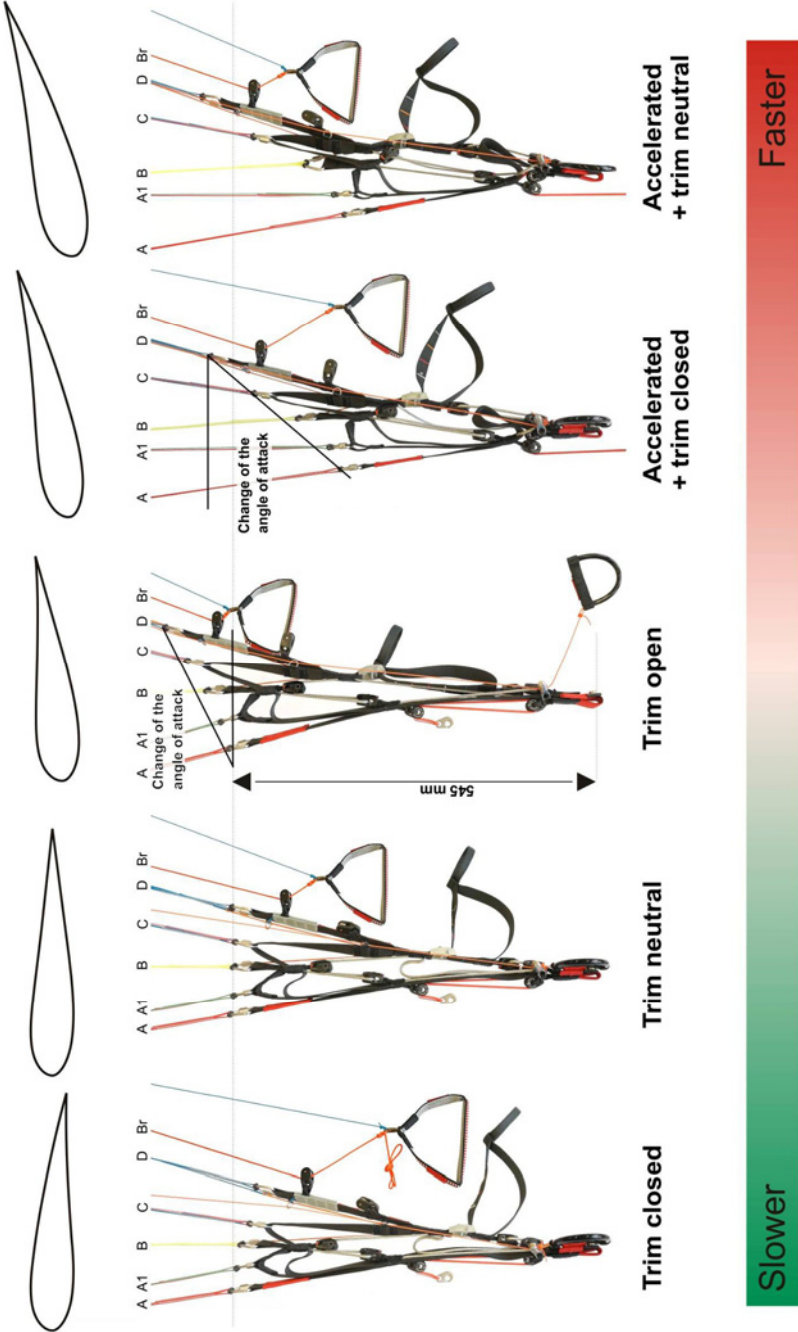 A A1 B C D Br
A A1 B C D Br
A A1 B C D Br
A A1 B C D Br
A A1 B C D Br
Change of the
angle of attack
Change of the
angle of attack
545 mm
Trim closed
Trim neutral
Trim open
Accelerated
+ trim closed
Accelerated
+ trim neutral
Slower
Faster